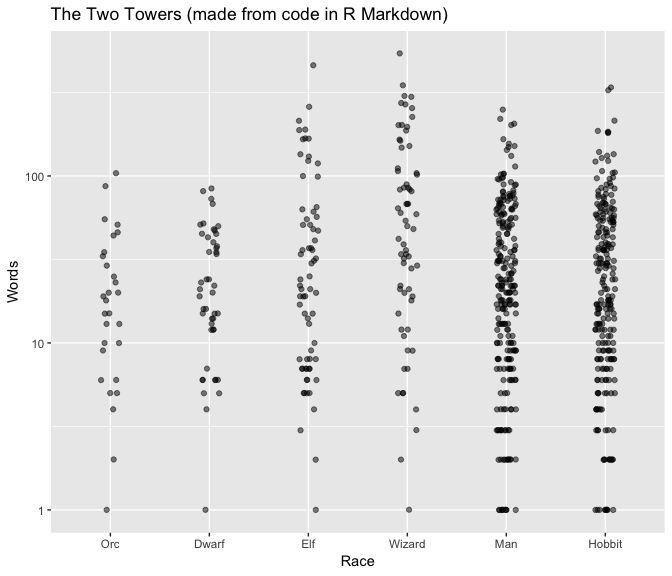 The Two Towers (made from code in R Markdown)
Words
100
10
1
Orc Dwarf Elf Wizard Man Hobbit
Race